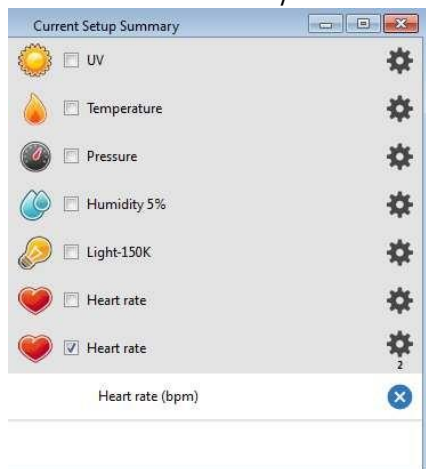 Current Setup Summary
UV
Temperature
Pressure
Humidity 5%
Light-150K
Heart rate
Heart rate
2
Heart rate (bpm)